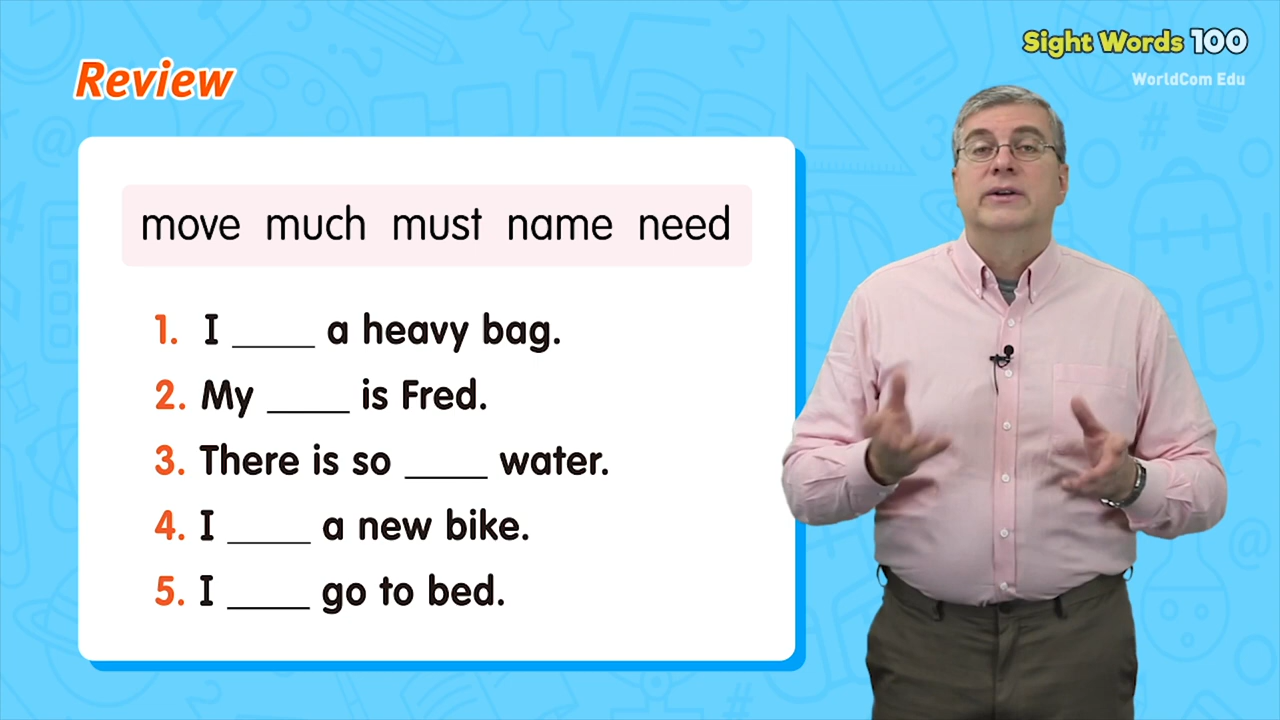 Review
Sight Words 100
WorldCom Edu
move much must name need
1. I ____ a heavy bag.
2. My ____ is Fred.
3. There is so ____ water.
4. I ____ a new bike.
5. I ____ go to bed.